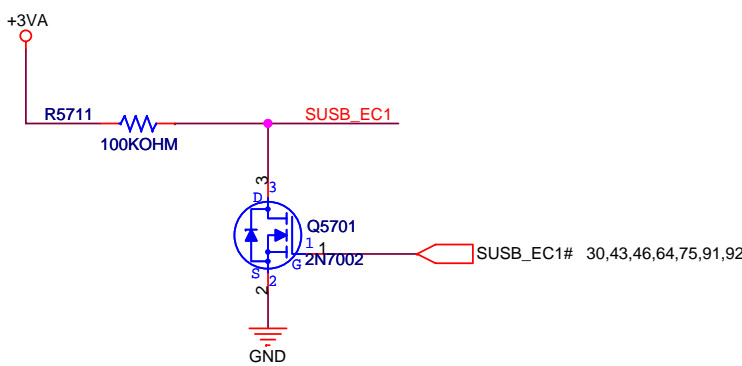 +3VA
R5711
SUSB_EC1
100KOHM
3
3
D
Q5701
1
1
2N7002
G
S
2
2
SUSB_EC1# 30,43,46,64,75,91,92
GND